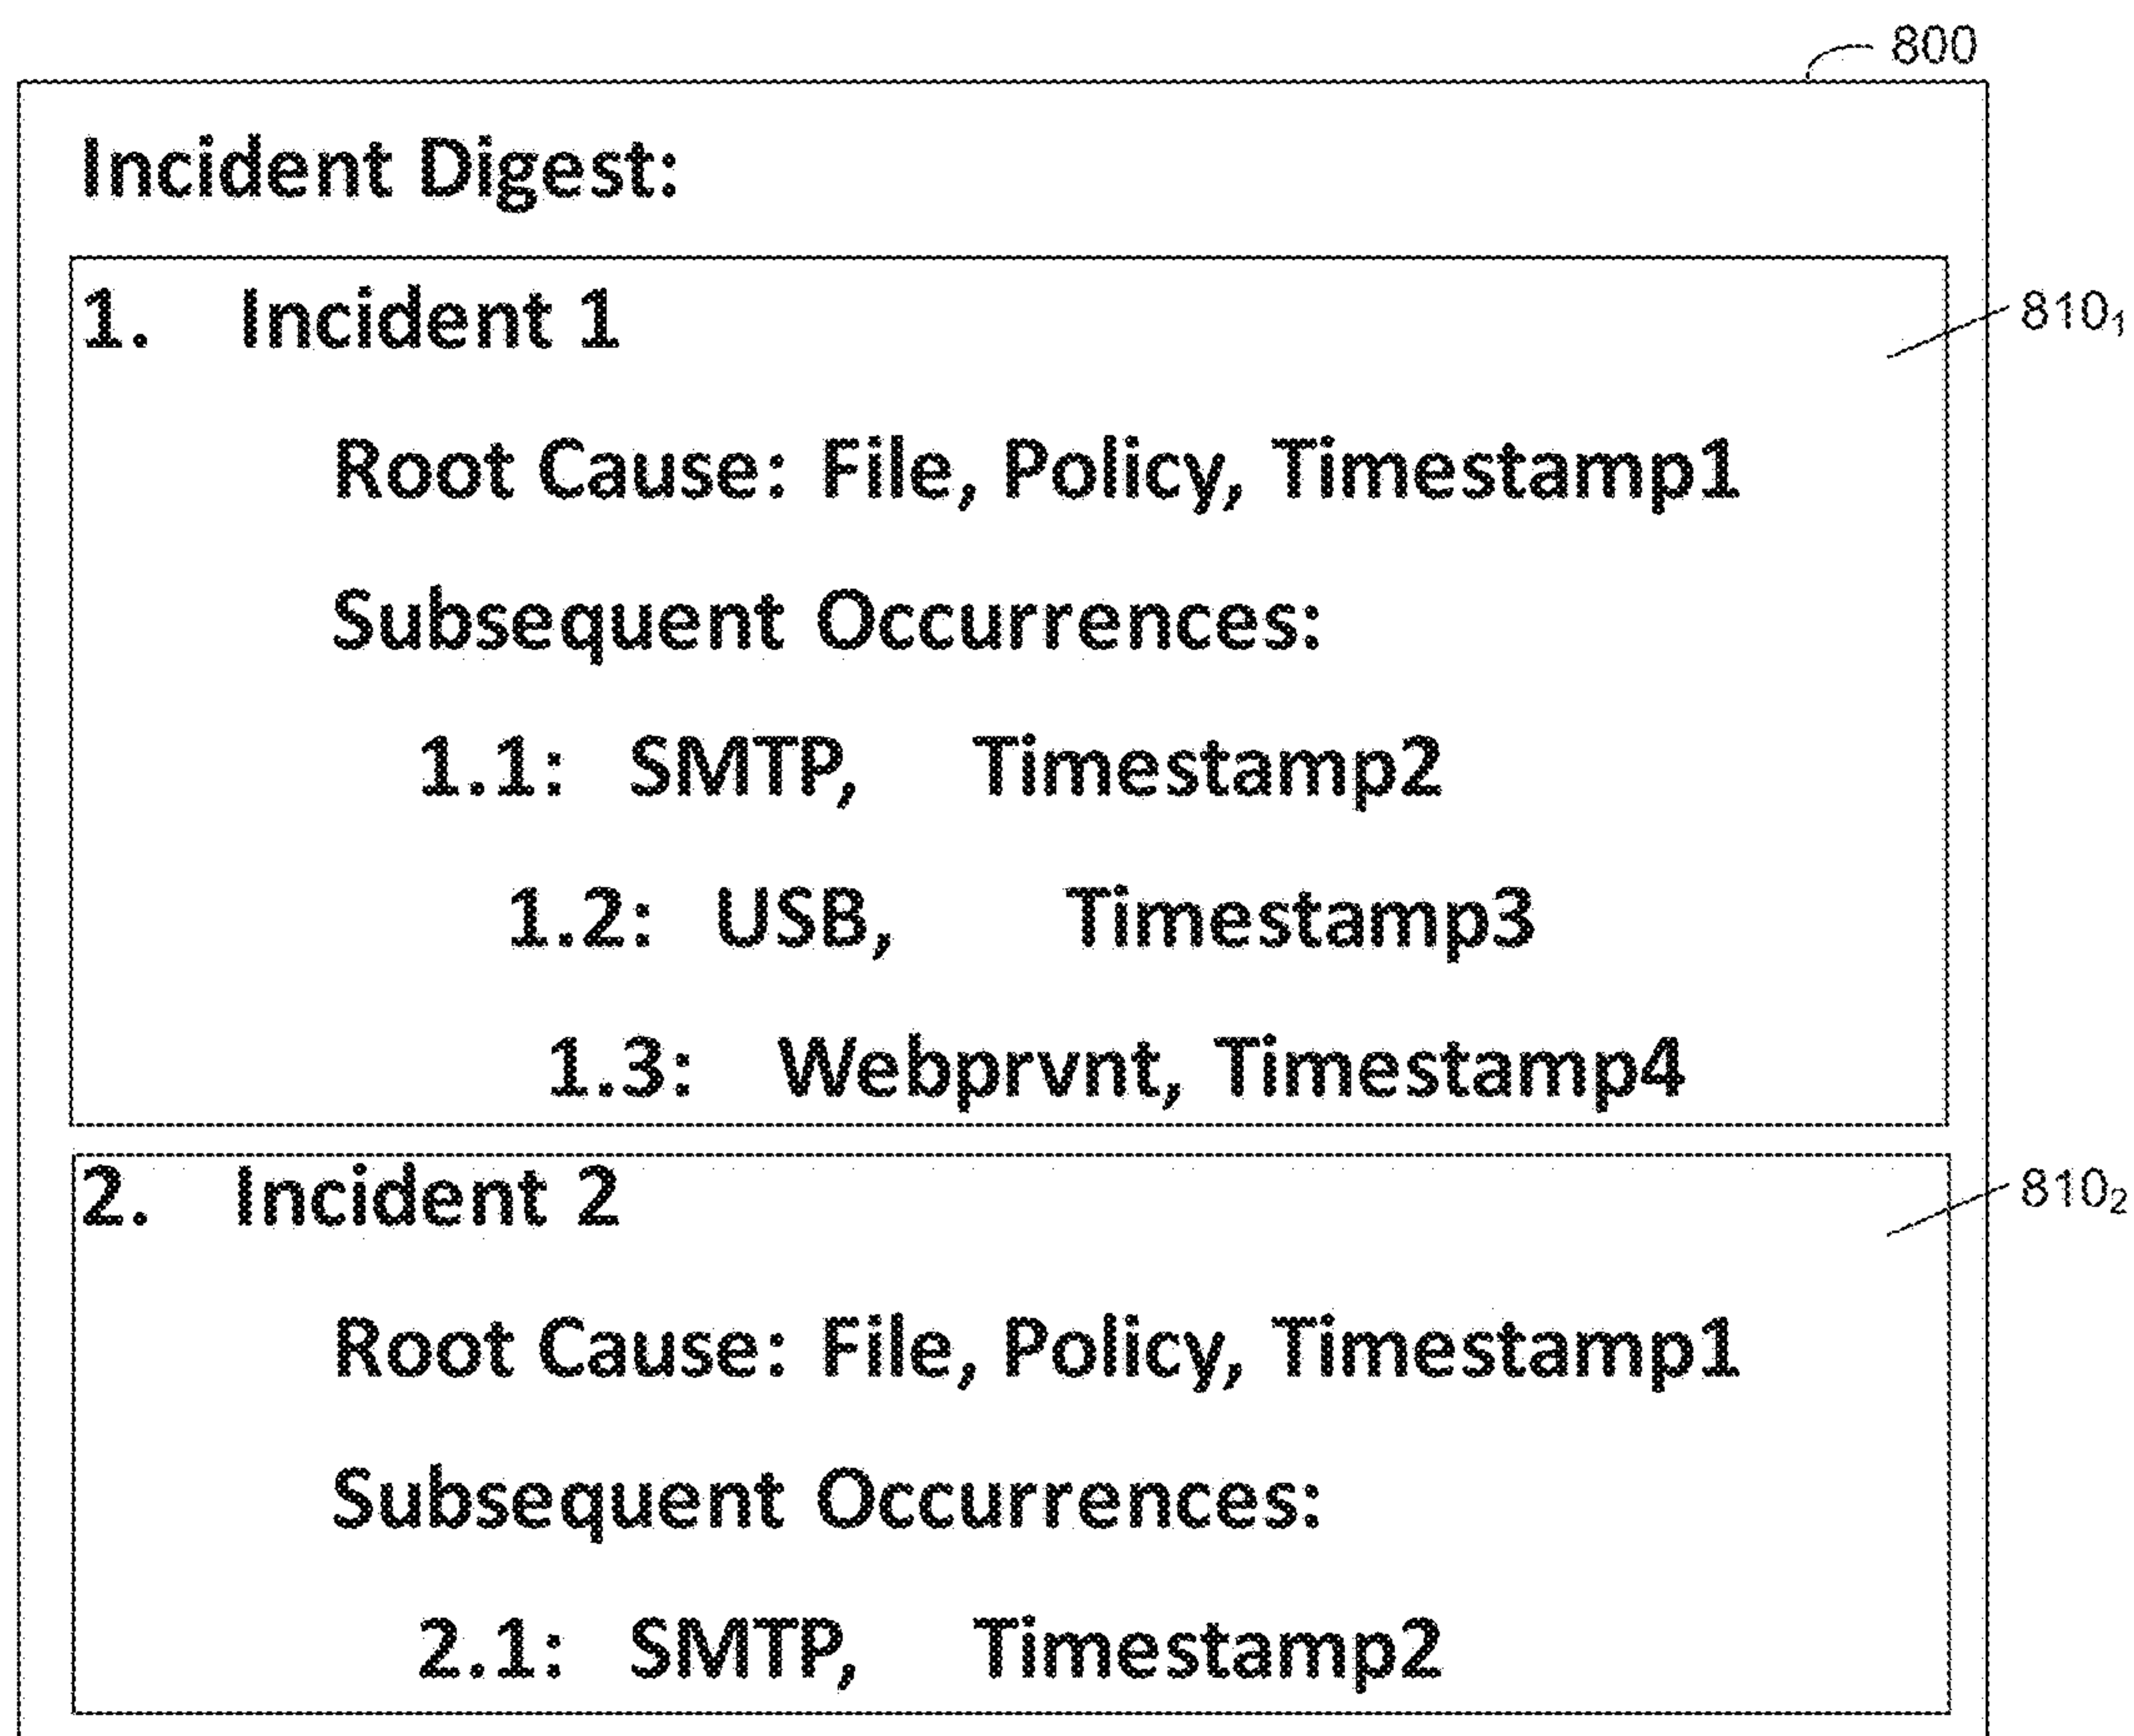 800
Incident Digest:
1. Incident 1
810₁
Root Cause: File, Policy, Timestamp1
Subsequent Occurrences:
1.1: SMTP, Timestamp2
1.2: USB, Timestamp3
1.3: Webprvnt, Timestamp4
2. Incident 2
810₂
Root Cause: File, Policy, Timestamp1
Subsequent Occurrences:
2.1: SMTP, Timestamp2